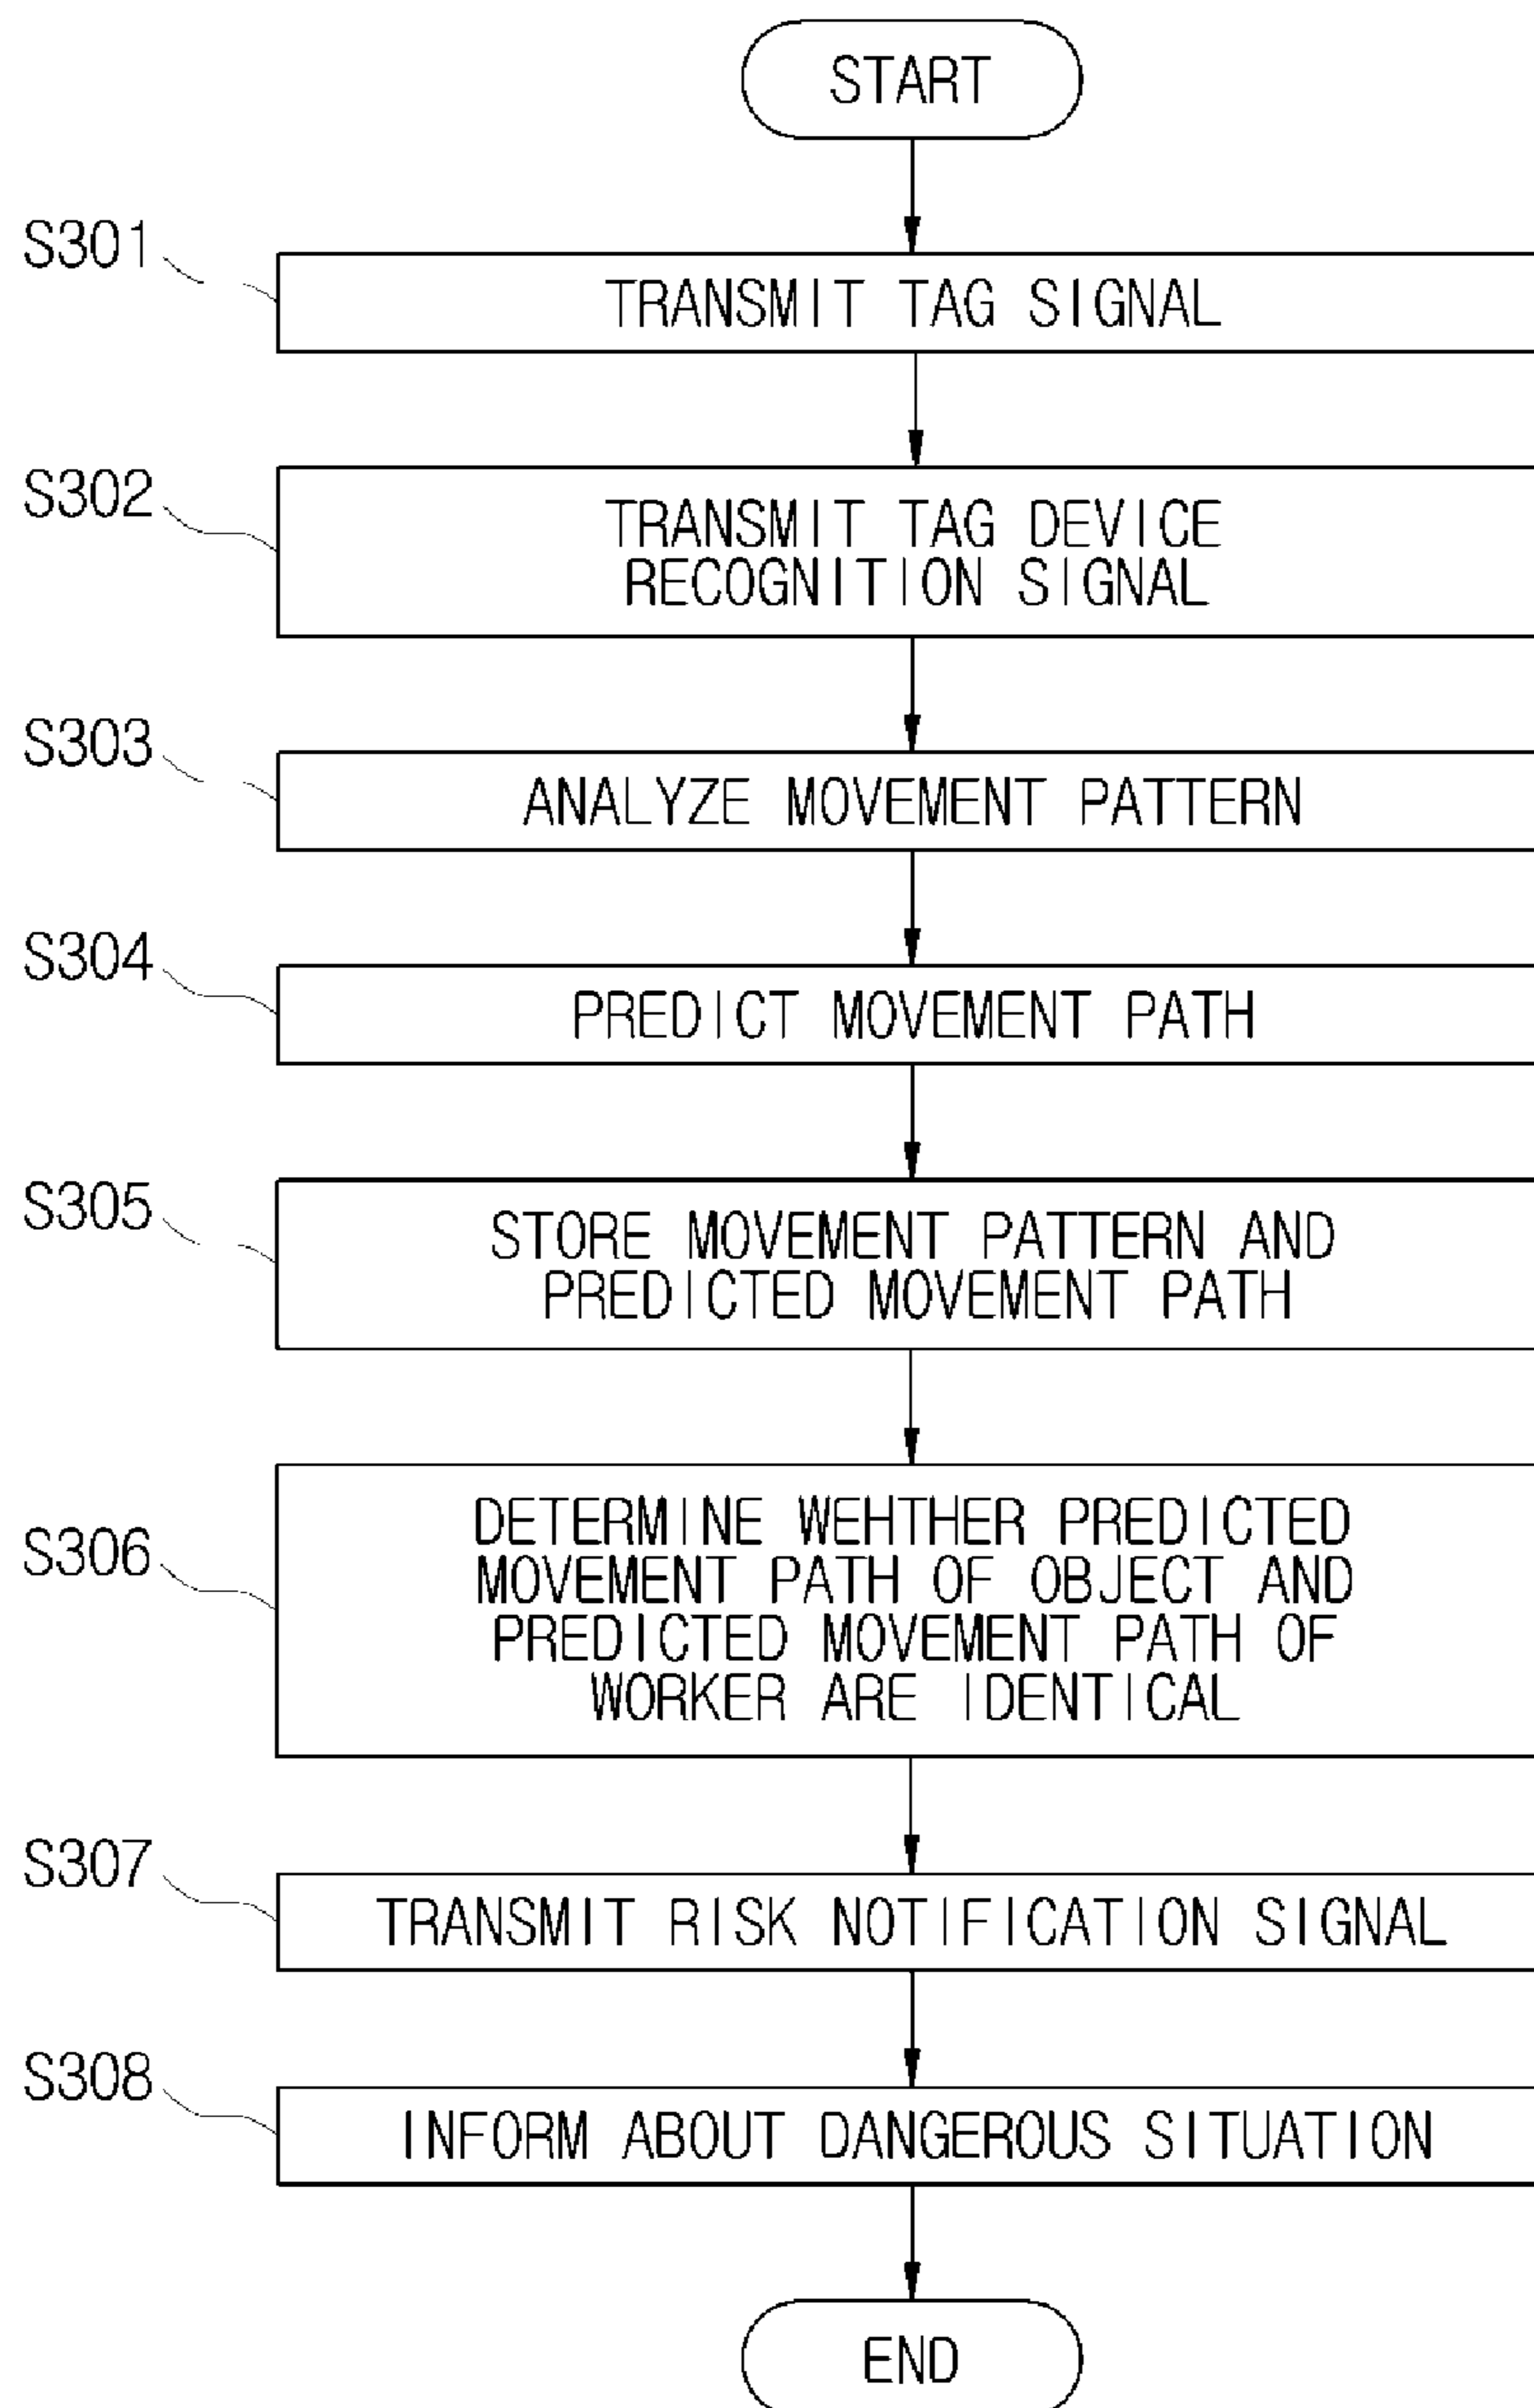 START
S301
TRANSMIT TAG SIGNAL
S302
TRANSMIT TAG DEVICE
RECOGNITION SIGNAL
S303
ANALYZE MOVEMENT PATTERN
S304
PREDICT MOVEMENT PATH
S305
STORE MOVEMENT PATTERN AND
PREDICTED MOVEMENT PATH
S306
DETERMINE WEHTHER PREDICTED
MOVEMENT PATH OF OBJECT AND
PREDICTED MOVEMENT PATH OF
WORKER ARE IDENTICAL
S307
TRANSMIT RISK NOTIFICATION SIGNAL
S308
INFORM ABOUT DANGEROUS SITUATION
END